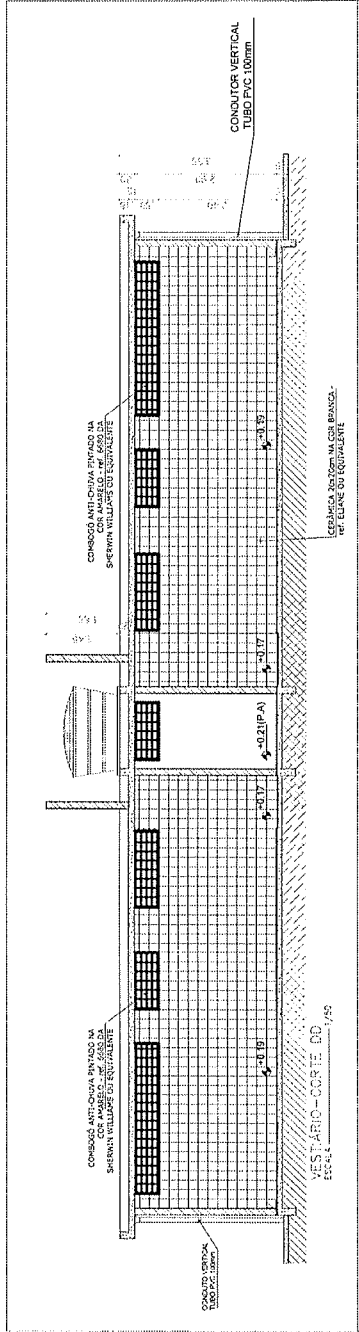 COMBOGÓ ANTI-CHUVA PINTADO NA
COR AMARELO - ref. 6680 DA
SHERWIN WILLIAMS OU EQUIVALENTE
COMBOGÓ ANTI-CHUVA PINTADO NA
COR AMARELO - ref. 6680 DA
SHERWIN WILLIAMS OU EQUIVALENTE
CONDUTOR VERTICAL
TUBO PVC 100mm
CONDUTO VERTICAL
TUBO PVC 100mm
+0,19
+0,17
+0,21(P.A)
+0,17
+0,19
CERÂMICA 20x20cm NA COR BRANCA -
ref. ELIANE OU EQUIVALENTE
VESTIÁRIO-CORTE DD
ESCALA 1/50